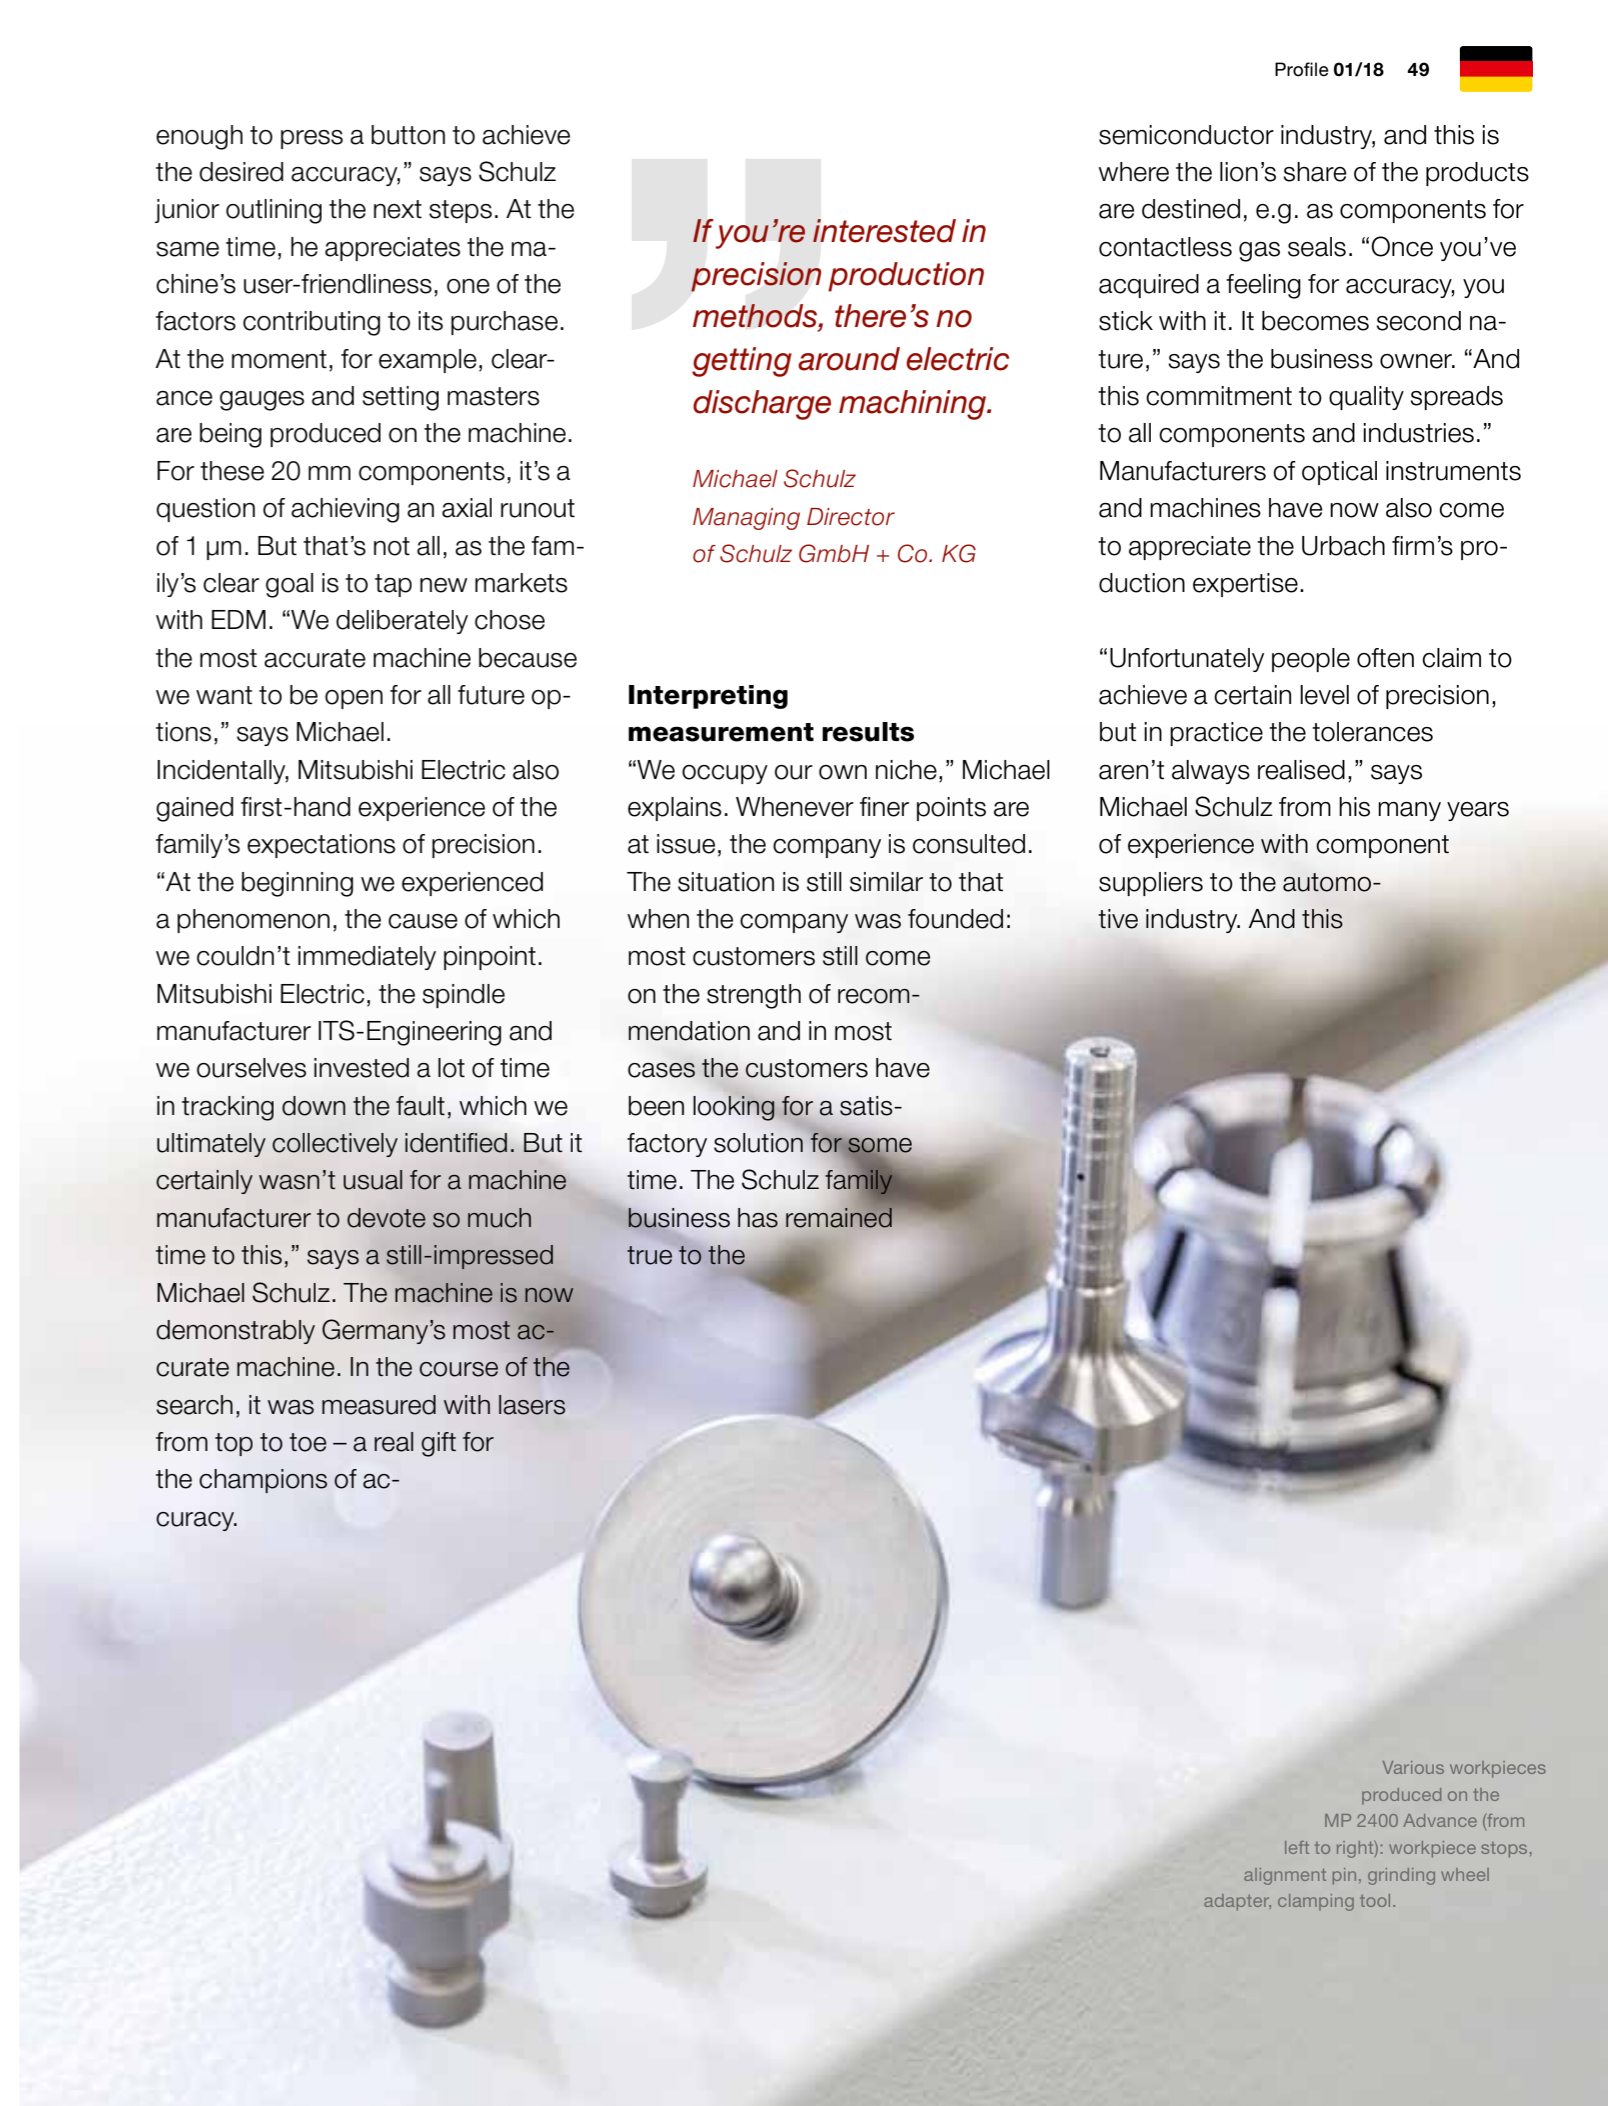 Profile 01/18 49
enough to press a button to achieve
the desired accuracy,” says Schulz
junior outlining the next steps. At the
same time, he appreciates the ma-
chine’s user-friendliness, one of the
factors contributing to its purchase.
At the moment, for example, clear-
ance gauges and setting masters
are being produced on the machine.
For these 20 mm components, it’s a
question of achieving an axial runout
of 1 µm. But that’s not all, as the fam-
ily’s clear goal is to tap new markets
with EDM. “We deliberately chose
the most accurate machine because
we want to be open for all future op-
tions,” says Michael.
Incidentally, Mitsubishi Electric also
gained first-hand experience of the
family’s expectations of precision.
“At the beginning we experienced
a phenomenon, the cause of which
we couldn’t immediately pinpoint.
Mitsubishi Electric, the spindle
manufacturer ITS-Engineering and
we ourselves invested a lot of time
in tracking down the fault, which we
ultimately collectively identified. But it
certainly wasn’t usual for a machine
manufacturer to devote so much
time to this,” says a still-impressed
Michael Schulz. The machine is now
demonstrably Germany’s most ac-
curate machine. In the course of the
search, it was measured with lasers
from top to toe – a real gift for
the champions of ac-
curacy.
”
If you’re interested in
precision production
methods, there’s no
getting around electric
discharge machining.
Michael Schulz
Managing Director
of Schulz GmbH + Co. KG
Interpreting
measurement results
“We occupy our own niche,” Michael
explains. Whenever finer points are
at issue, the company is consulted.
The situation is still similar to that
when the company was founded:
most customers still come
on the strength of recom-
mendation and in most
cases the customers have
been looking for a satis-
factory solution for some
time. The Schulz family
business has remained
true to the
semiconductor industry, and this is
where the lion’s share of the products
are destined, e.g. as components for
contactless gas seals. “Once you’ve
acquired a feeling for accuracy, you
stick with it. It becomes second na-
ture,” says the business owner. “And
this commitment to quality spreads
to all components and industries.”
Manufacturers of optical instruments
and machines have now also come
to appreciate the Urbach firm’s pro-
duction expertise.
“Unfortunately people often claim to
achieve a certain level of precision,
but in practice the tolerances
aren’t always realised,” says
Michael Schulz from his many years
of experience with component
suppliers to the automo-
tive industry. And this
Various workpieces
produced on the
MP 2400 Advance (from
left to right): workpiece stops,
alignment pin, grinding wheel
adapter, clamping tool.